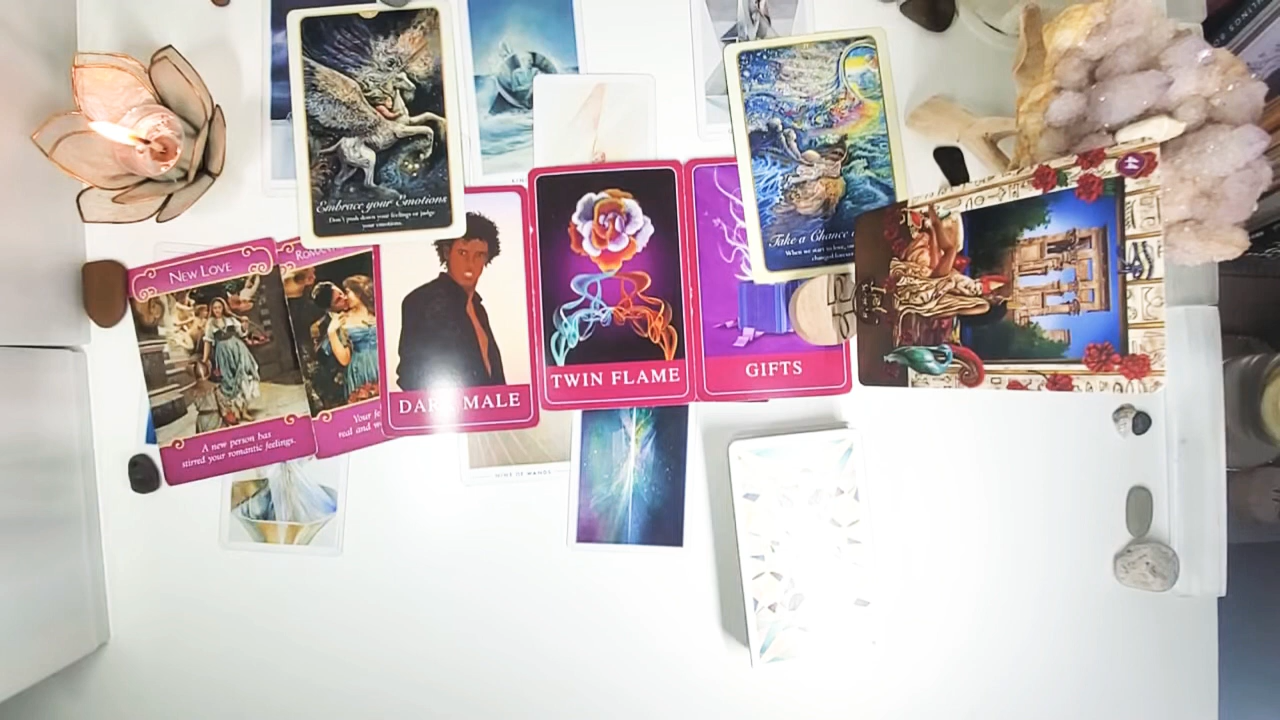 Embrace your Emotions
Don't push down your feelings or judge
your emotions.
Take a Chance
When we start to love, our
changed forever
NEW LOVE
A new person has
stirred your romantic feelings.
Your
real and
MALE
TWIN FLAME
GIFTS
NINE OF WANDS